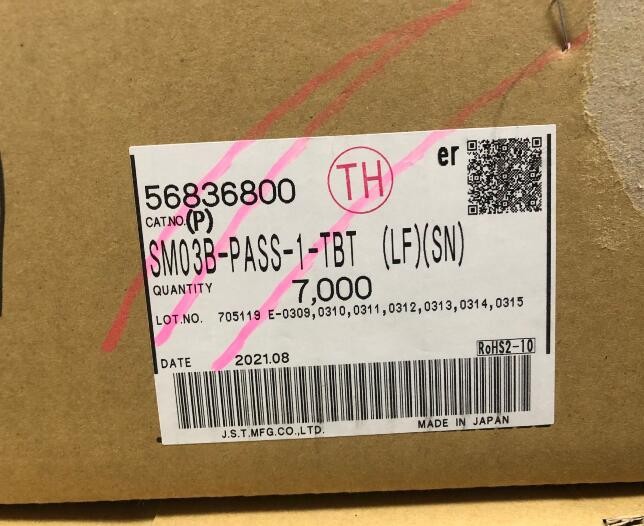 er
56836800
TH
CAT.NO.(P)
SM03B-PASS-1-TBT (LF)(SN)
QUANTITY 7,000
LOT.NO. 705119 E-0309,0310,0311,0312,0313,0314,0315
RoHS2-10
DATE 2021.08
J.S.T.MFG.CO.,LTD. MADE IN JAPAN